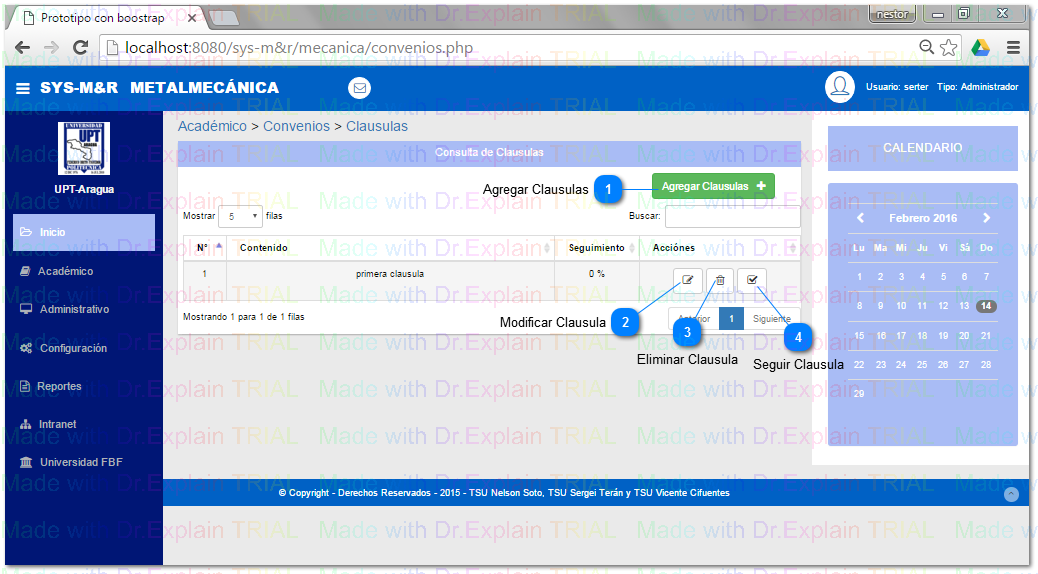 Prototipo con boostrap
nestor
localhost:8080/sys-m&r/mecanica/convenios.php
SYS-M&R METALMECÁNICA
Usuario: serter Tipo: Administrador
UNIVERSIDAD
UPT
UPT-Aragua
Inicio
Académico
Administrativo
Configuración
Reportes
Intranet
Universidad FBF
Académico > Convenios > Clausulas
Consulta de Clausulas
Agregar Clausulas 1
Agregar Clausulas +
Mostrar 5 filas
Buscar:
N° Contenido Seguimiento Acciónes
1 primera clausula 0 %
Mostrando 1 para 1 de 1 filas
1 Siguiente
Modificar Clausula 2
3
Eliminar Clausula
4
Seguir Clausula
CALENDARIO
Febrero 2016
Lu Ma Mi Ju Vi Sá Do
1 2 3 4 5 6 7
8 9 10 11 12 13 14
15 16 17 18 19 20 21
22 23 24 25 26 27 28
29
© Copyright - Derechos Reservados - 2015 - TSU Nelson Soto, TSU Sergei Terán y TSU Vicente Cifuentes
Made with Dr.Explain TRIAL